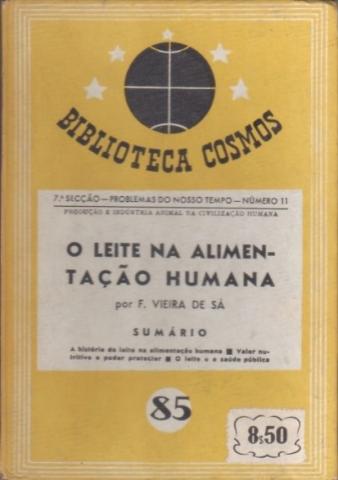 BIBLIOTECA COSMOS
7.ª SECÇÃO — PROBLEMAS DO NOSSO TEMPO — NÚMERO 11
PRODUÇÃO E INDÚSTRIA ANIMAL NA CIVILIZAÇÃO HUMANA
O LEITE NA ALIMEN-
TAÇÃO HUMANA
por F. VIEIRA DE SÁ
SUMÁRIO
A história do leite na alimentação humana ■ Valor nu-
tritivo e poder protector ■ O leite e a saúde pública
85
8$50